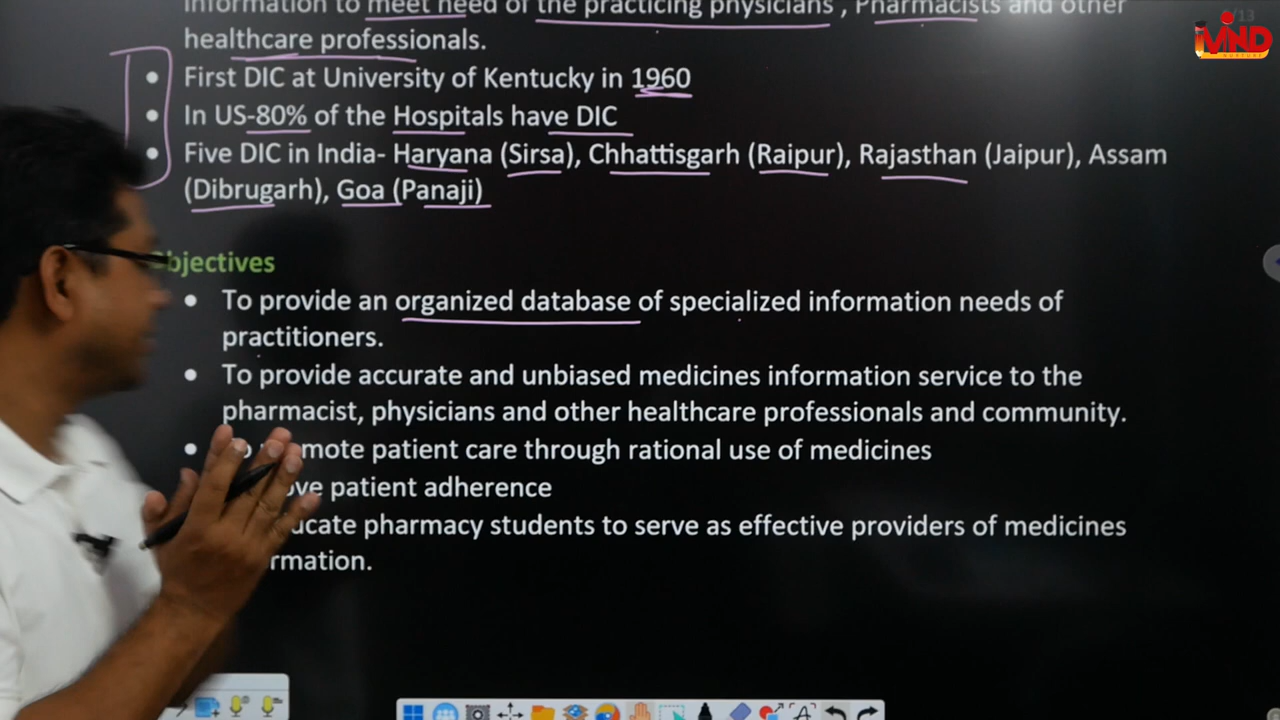 information to meet need of the practicing physicians , Pharmacists and other
healthcare professionals.
• First DIC at University of Kentucky in 1960
• In US-80% of the Hospitals have DIC
• Five DIC in India- Haryana (Sirsa), Chhattisgarh (Raipur), Rajasthan (Jaipur), Assam
(Dibrugarh), Goa (Panaji)
bjectives
• To provide an organized database of specialized information needs of
practitioners.
• To provide accurate and unbiased medicines information service to the
pharmacist, physicians and other healthcare professionals and community.
• mote patient care through rational use of medicines
ove patient adherence
ucate pharmacy students to serve as effective providers of medicines
rmation.
/13
MIND